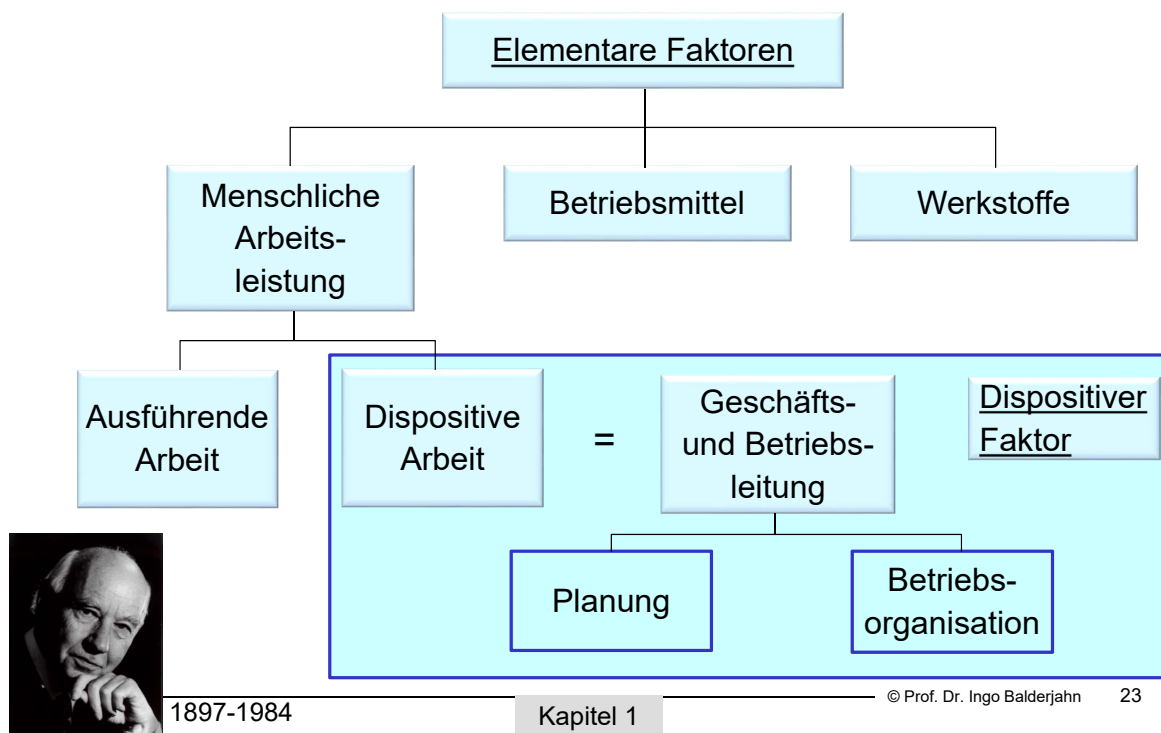 Elementare Faktoren
Menschliche
Arbeits-
leistung
Betriebsmittel
Werkstoffe
Ausführende
Arbeit
Dispositive
Arbeit
=
Geschäfts-
und Betriebs-
leitung
Dispositiver
Faktor
Planung
Betriebs-
organisation
1897-1984
Kapitel 1
© Prof. Dr. Ingo Balderjahn 23